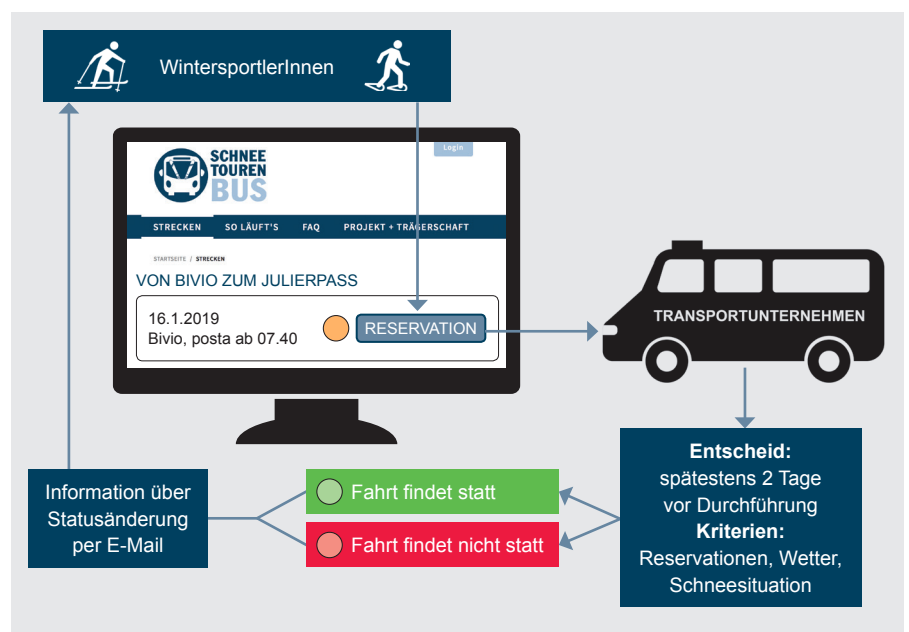 WintersportlerInnen
Login
SCHNEE
TOUREN
BUS
STRECKEN SO LÄUFT'S FAQ PROJEKT + TRÄGERSCHAFT
STARTSEITE / STRECKEN
VON BIVIO ZUM JULIERPASS
16.1.2019
Bivio, posta ab 07.40
RESERVATION
TRANSPORTUNTERNEHMEN
Entscheid:
spätestens 2 Tage
vor Durchführung
Kriterien:
Reservationen, Wetter,
Schneesituation
Fahrt findet statt
Fahrt findet nicht statt
Information über
Statusänderung
per E-Mail